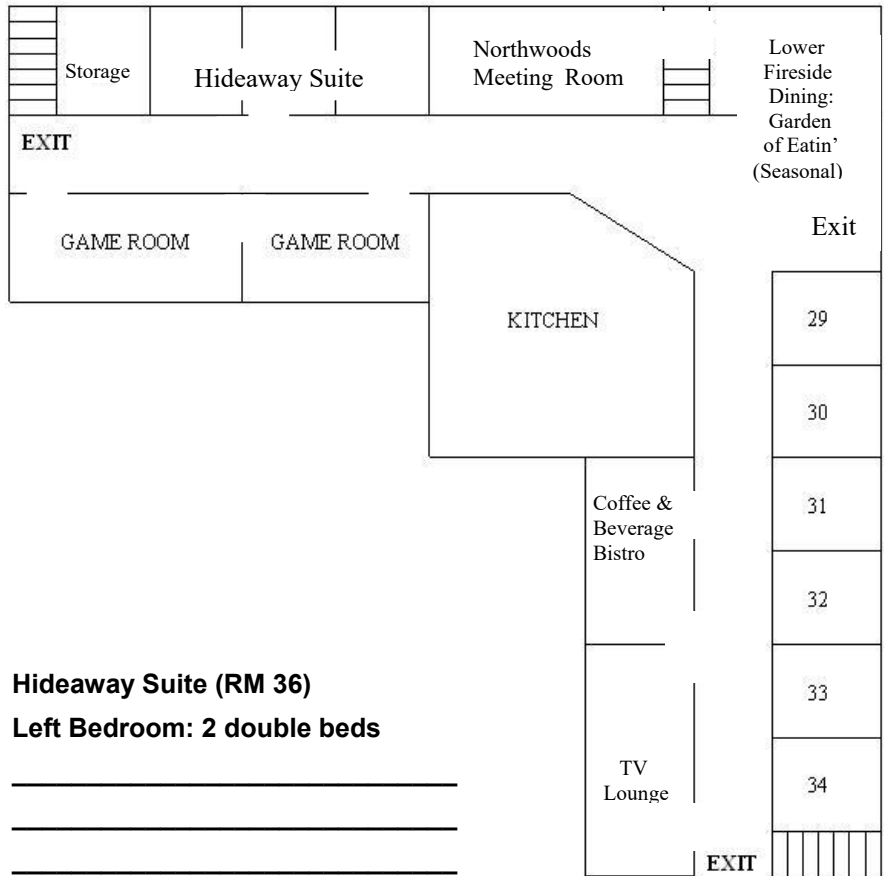 Storage
Hideaway Suite
Northwoods
Meeting Room
Lower
Fireside
Dining:
Garden
of Eatin’
(Seasonal)
EXIT
Exit
GAME ROOM
GAME ROOM
KITCHEN
29
30
Coffee &
Beverage
Bistro
31
32
Hideaway Suite (RM 36)
Left Bedroom: 2 double beds
33
TV
Lounge
34
EXIT